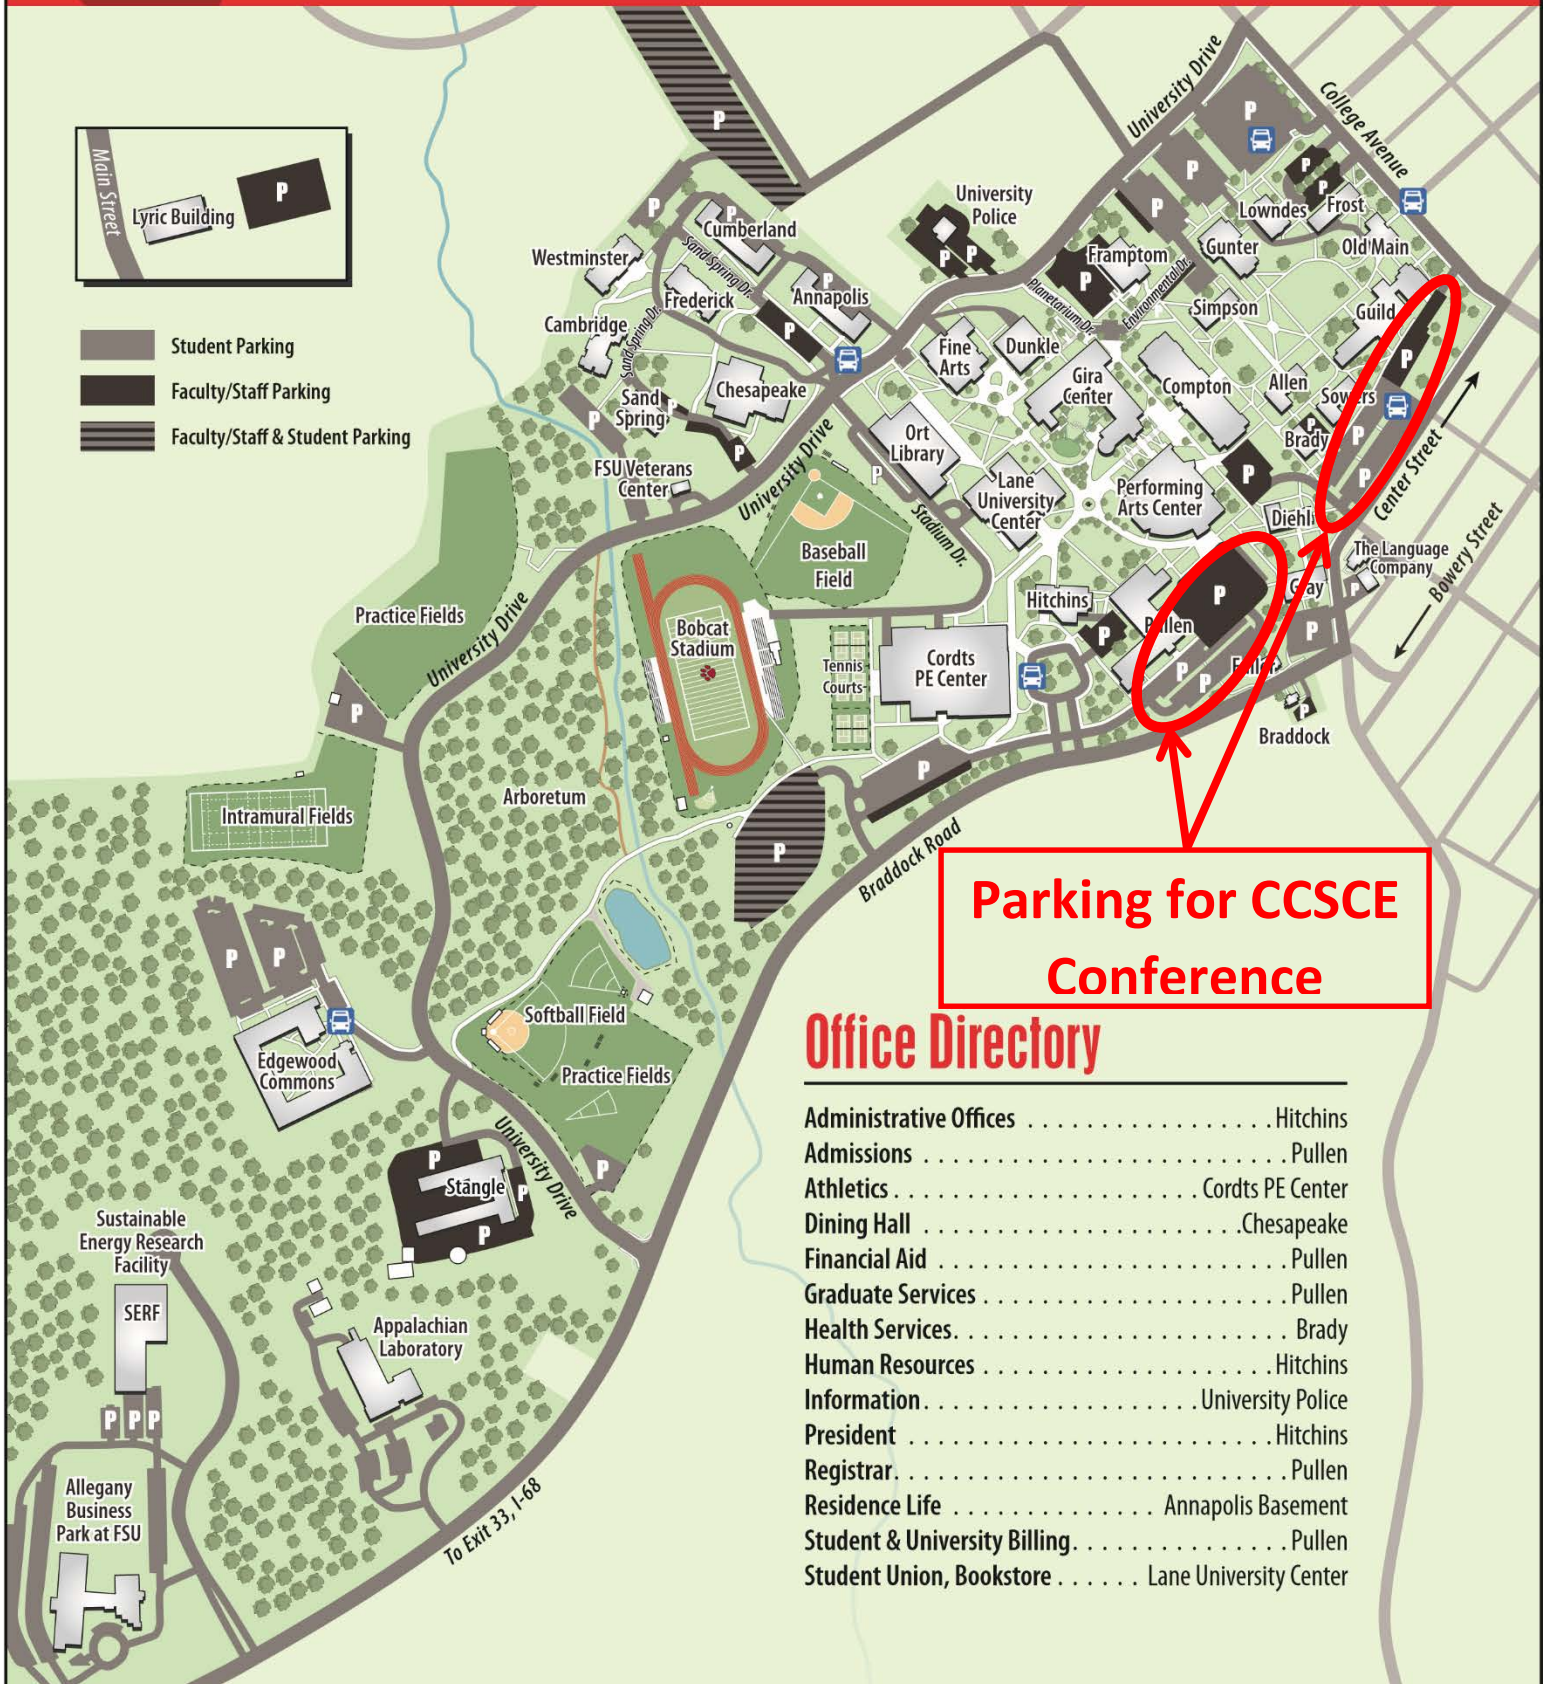 Main Street
Lyric Building
P
Student Parking
Faculty/Staff Parking
Faculty/Staff & Student Parking
P
University Drive
College Avenue
P
P
P
P
P
University
Police
P
P
Lowndes
Frost
Old Main
Gunter
Framptom
P
Planetarium Dr.
Environmental Dr.
Simpson
Guild
P
P
Cumberland
Westminster
Sand Spring Dr.
Frederick
P
Annapolis
P
Cambridge
Sand Spring Dr.
Chesapeake
Sand
Spring
P
P
P
FSU Veterans
Center
University Drive
Fine
Arts
Dunkle
Gira
Center
Compton
Allen
Sowers
Brady
P
P
P
Center Street
Bowery Street
Ort
Library
P
Lane
University
Center
Performing
Arts Center
P
Diehl
The Language
Company
P
Stadium Dr.
Baseball
Field
Practice Fields
University Drive
P
Bobcat
Stadium
Hitchins
P
Pullen
P
Gray
P
P
P
Tennis
Courts
Cordts
PE Center
P
Braddock
P
Arboretum
Intramural Fields
P
Braddock Road
Parking for CCSCE
Conference
P
P
Edgewood
Commons
Softball Field
Practice Fields
P
University Drive
P
Stangle
P
P
Sustainable
Energy Research
Facility
SERF
P
P
P
Appalachian
Laboratory
Allegany
Business
Park at FSU
To Exit 33, I-68
Office Directory
Administrative Offices . . . . . . . . . . . . . . . . . Hitchins
Admissions . . . . . . . . . . . . . . . . . . . . . . . . . Pullen
Athletics . . . . . . . . . . . . . . . . . . . . . Cordts PE Center
Dining Hall . . . . . . . . . . . . . . . . . . . . . .Chesapeake
Financial Aid . . . . . . . . . . . . . . . . . . . . . . . . Pullen
Graduate Services . . . . . . . . . . . . . . . . . . . . . Pullen
Health Services. . . . . . . . . . . . . . . . . . . . . . . Brady
Human Resources . . . . . . . . . . . . . . . . . . . . Hitchins
Information. . . . . . . . . . . . . . . . . . . University Police
President . . . . . . . . . . . . . . . . . . . . . . . . . Hitchins
Registrar. . . . . . . . . . . . . . . . . . . . . . . . . . . Pullen
Residence Life . . . . . . . . . . . . . . Annapolis Basement
Student & University Billing. . . . . . . . . . . . . . . Pullen
Student Union, Bookstore . . . . . . Lane University Center